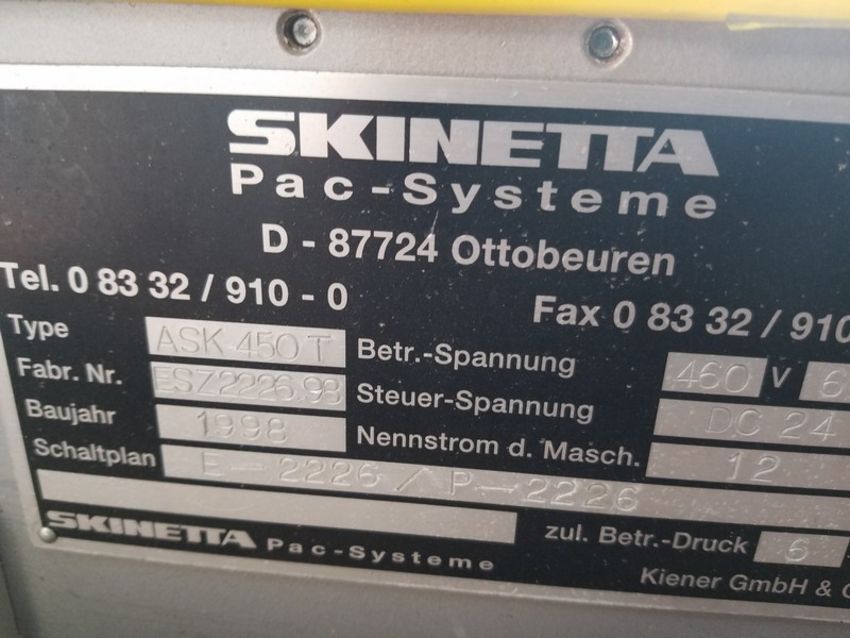 SKINETTA
Pac-Systeme
D - 87724 Ottobeuren
Tel. 0 83 32 / 910 - 0 Fax 0 83 32 / 910
Type ASK 450 T Betr.-Spannung 460 V 6
Fabr. Nr. ESZ2226.98 Steuer-Spannung DC 24
Baujahr 1998 Nennstrom d. Masch. 12
Schaltplan E-2226 / P-2226
zul. Betr.-Druck 6
SKINETTA Pac-Systeme Kiener GmbH &